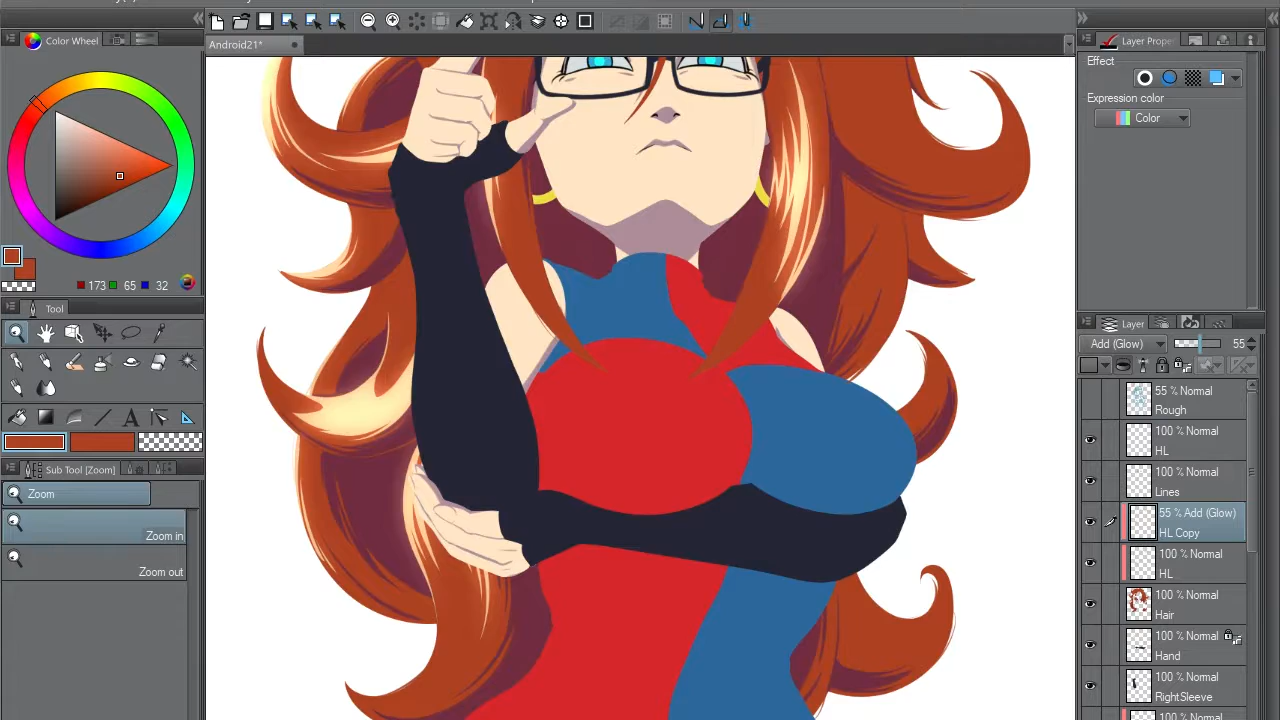 Android21*
Color Wheel
173 65 32
Tool
Sub Tool [Zoom]
Zoom
Zoom in
Zoom out
Layer Prope
Effect
Expression color
Color
Layer
Add (Glow) 55
55 % Normal
Rough
100 % Normal
HL
100 % Normal
Lines
55 % Add (Glow)
HL Copy
100 % Normal
HL
100 % Normal
Hair
100 % Normal
Hand
100 % Normal
RightSleeve
100 % Normal